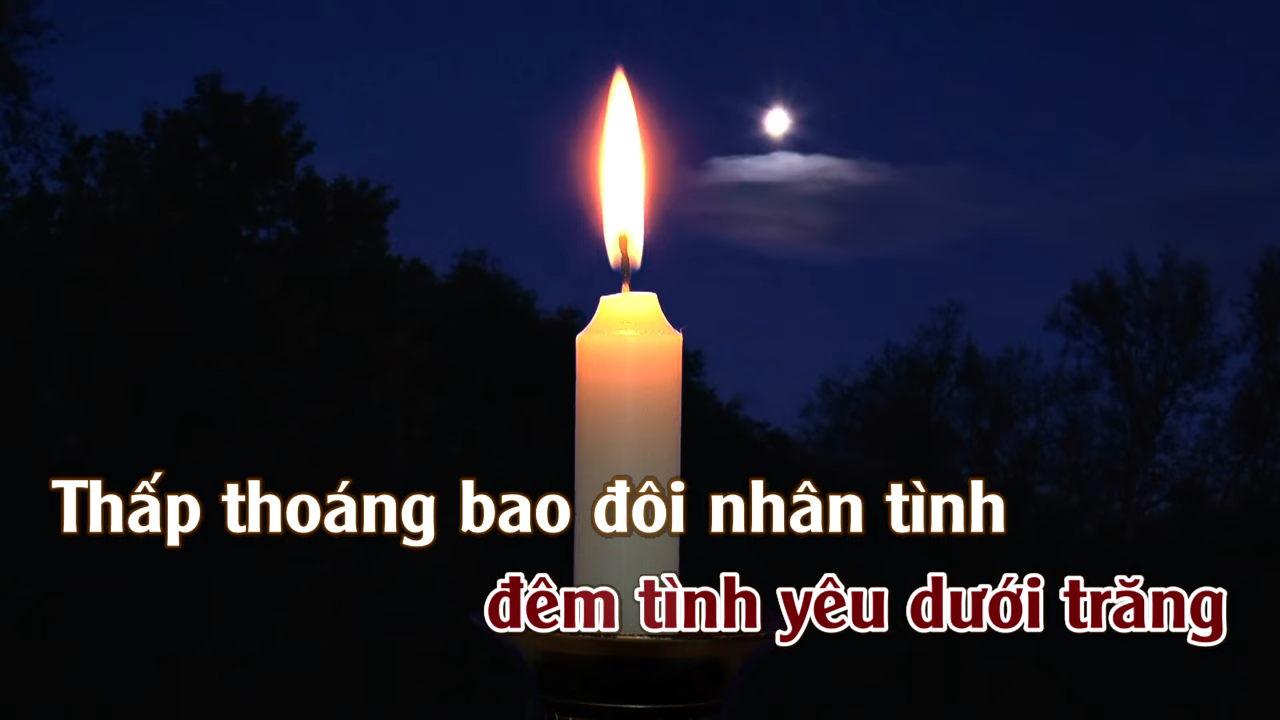 Thấp thoáng bao đôi nhân tình
đêm tình yêu dưới trăng